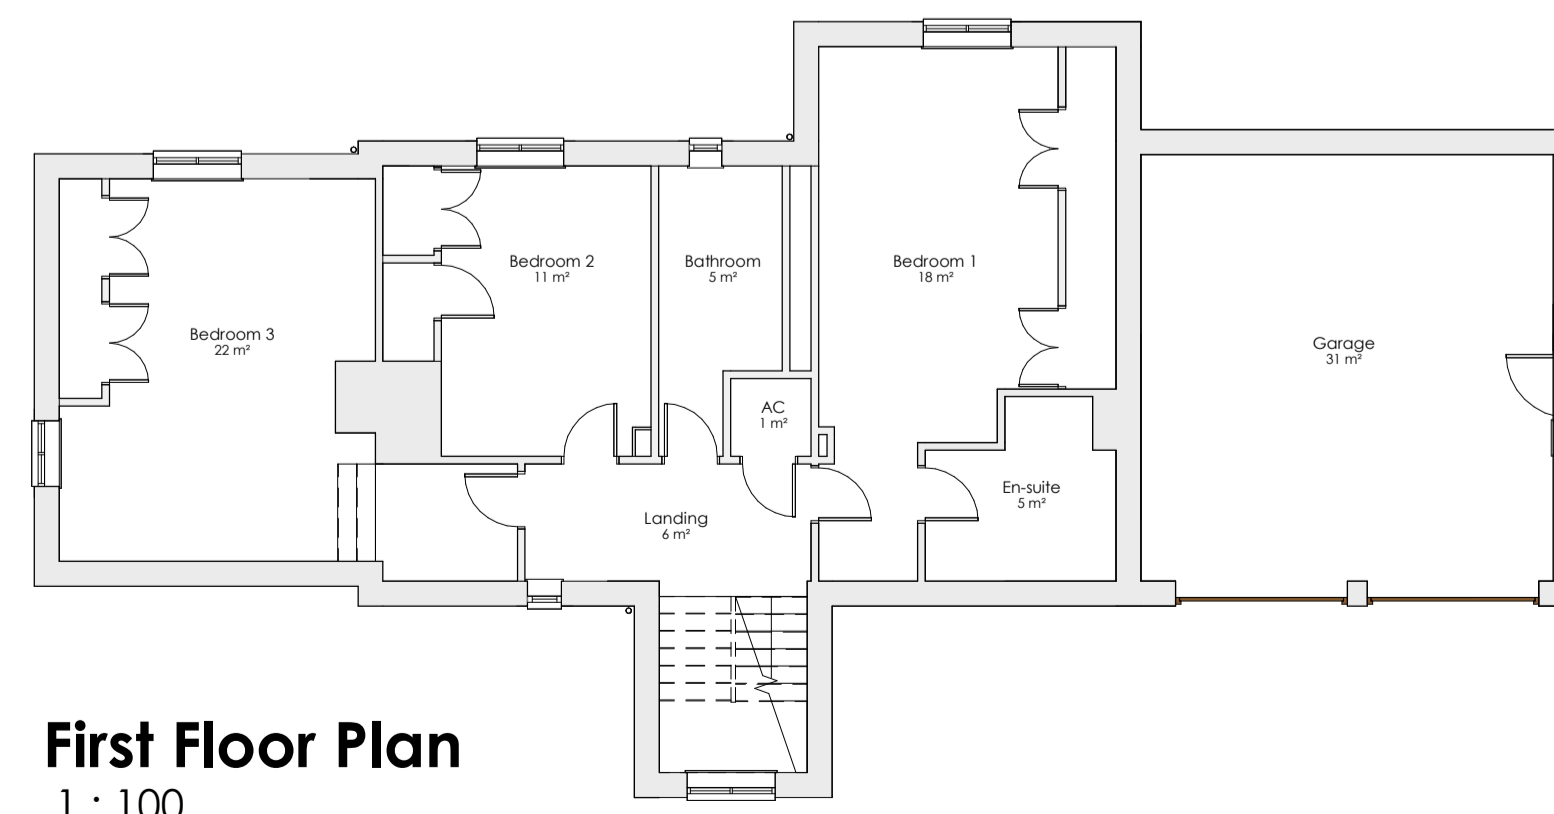 Bedroom 3
22 m²
Bedroom 2
11 m²
Bathroom
5 m²
Bedroom 1
18 m²
Garage
31 m²
AC
1 m²
Landing
6 m²
En-suite
5 m²
First Floor Plan
1 : 100